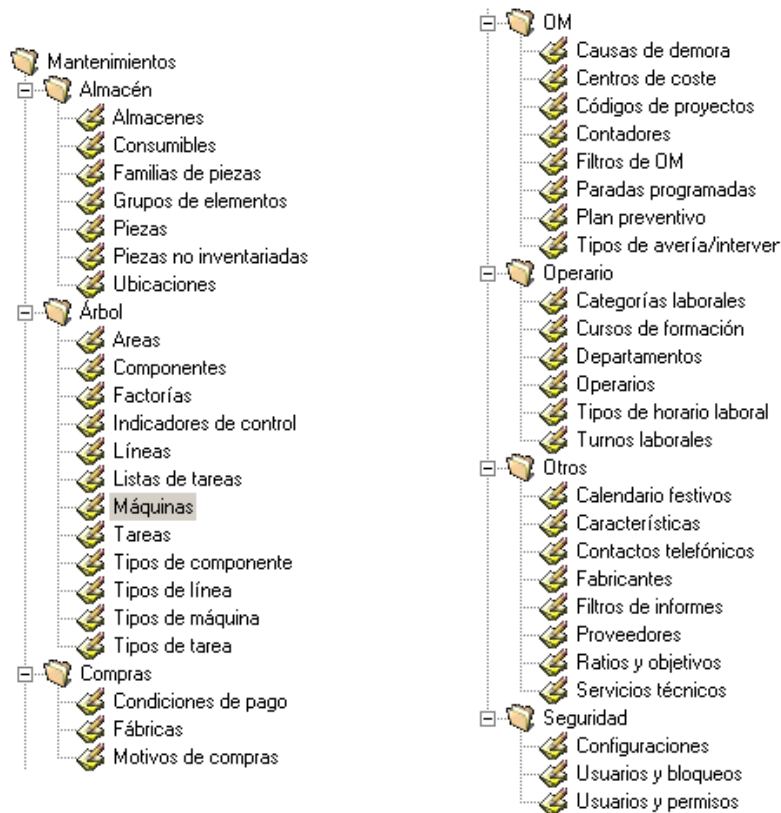 Mantenimientos
Almacén
Almacenes
Consumibles
Familias de piezas
Grupos de elementos
Piezas
Piezas no inventariadas
Ubicaciones
Árbol
Areas
Componentes
Factorías
Indicadores de control
Líneas
Listas de tareas
Máquinas
Tareas
Tipos de componente
Tipos de línea
Tipos de máquina
Tipos de tarea
Compras
Condiciones de pago
Fábricas
Motivos de compras
OM
Causas de demora
Centros de coste
Códigos de proyectos
Contadores
Filtros de OM
Paradas programadas
Plan preventivo
Tipos de avería/interver
Operario
Categorías laborales
Cursos de formación
Departamentos
Operarios
Tipos de horario laboral
Turnos laborales
Otros
Calendario festivos
Características
Contactos telefónicos
Fabricantes
Filtros de informes
Proveedores
Ratios y objetivos
Servicios técnicos
Seguridad
Configuraciones
Usuarios y bloqueos
Usuarios y permisos